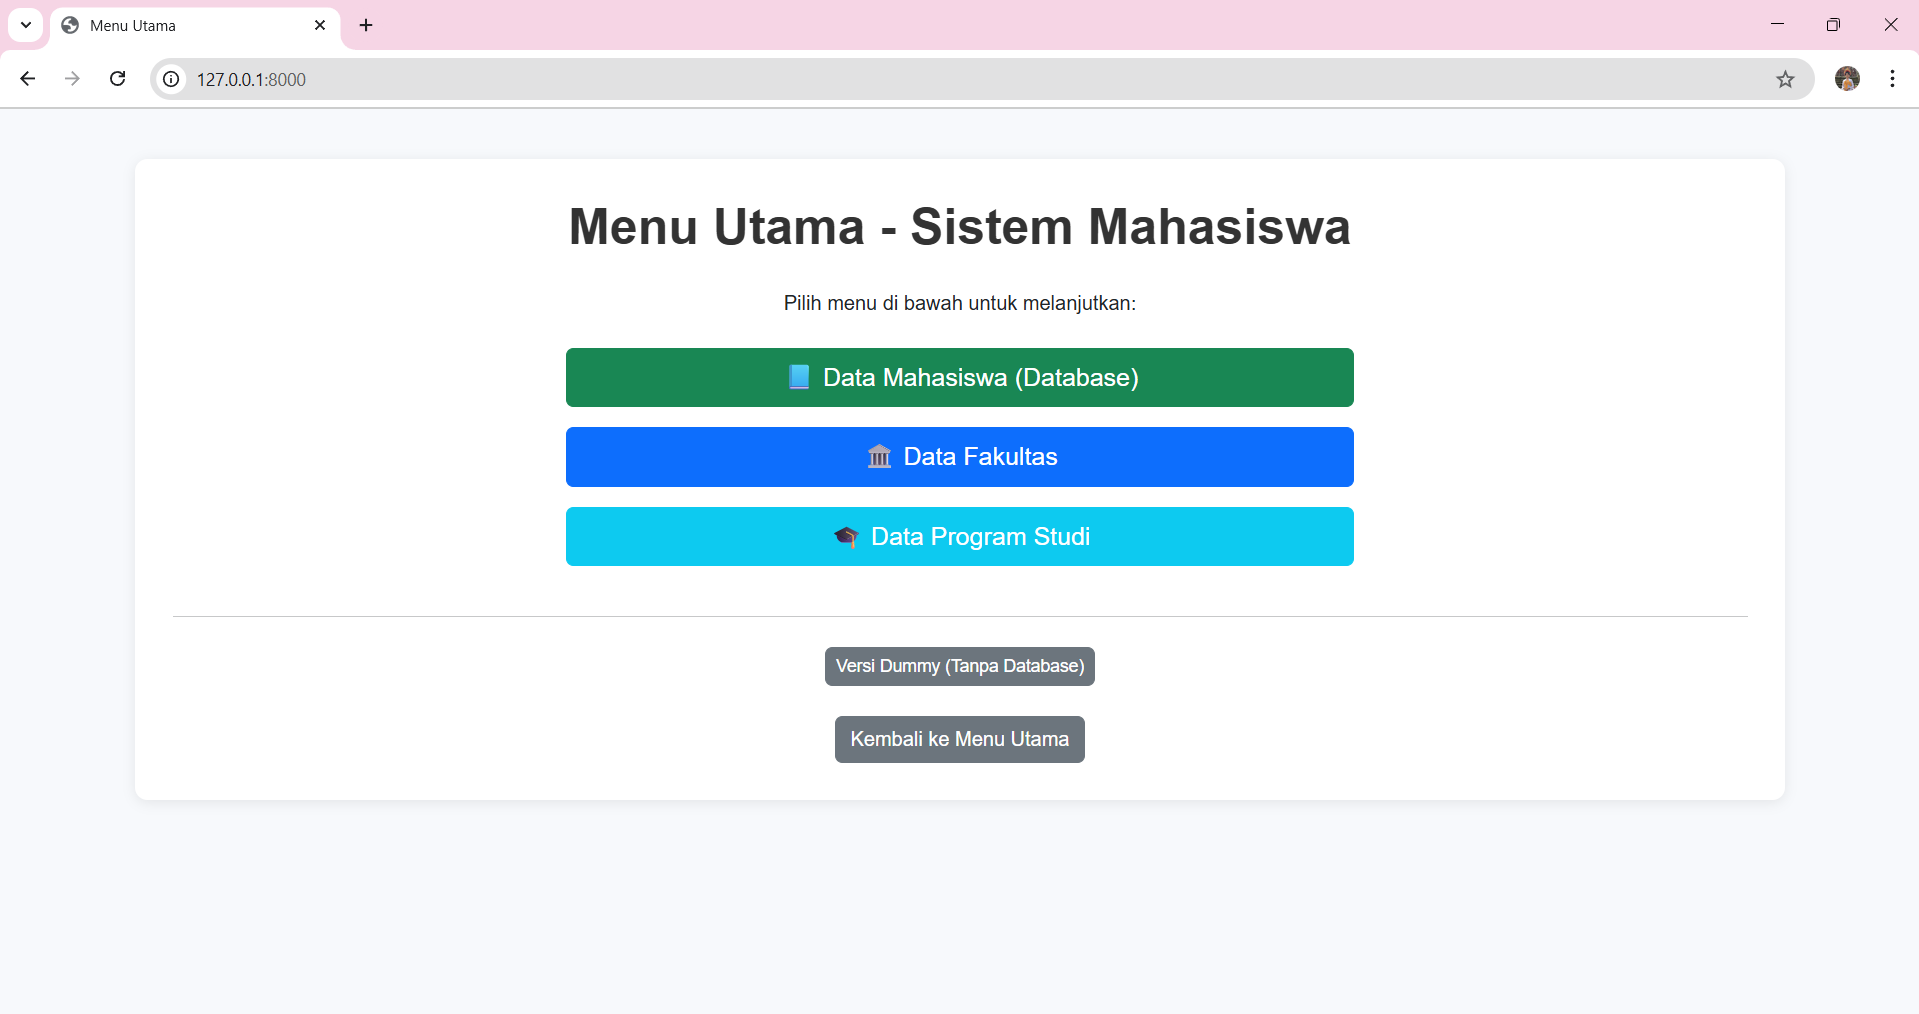 Menu Utama
127.0.0.1:8000
Menu Utama - Sistem Mahasiswa
Pilih menu di bawah untuk melanjutkan:
📘 Data Mahasiswa (Database)
🏛️ Data Fakultas
🎓 Data Program Studi
Versi Dummy (Tanpa Database)
Kembali ke Menu Utama